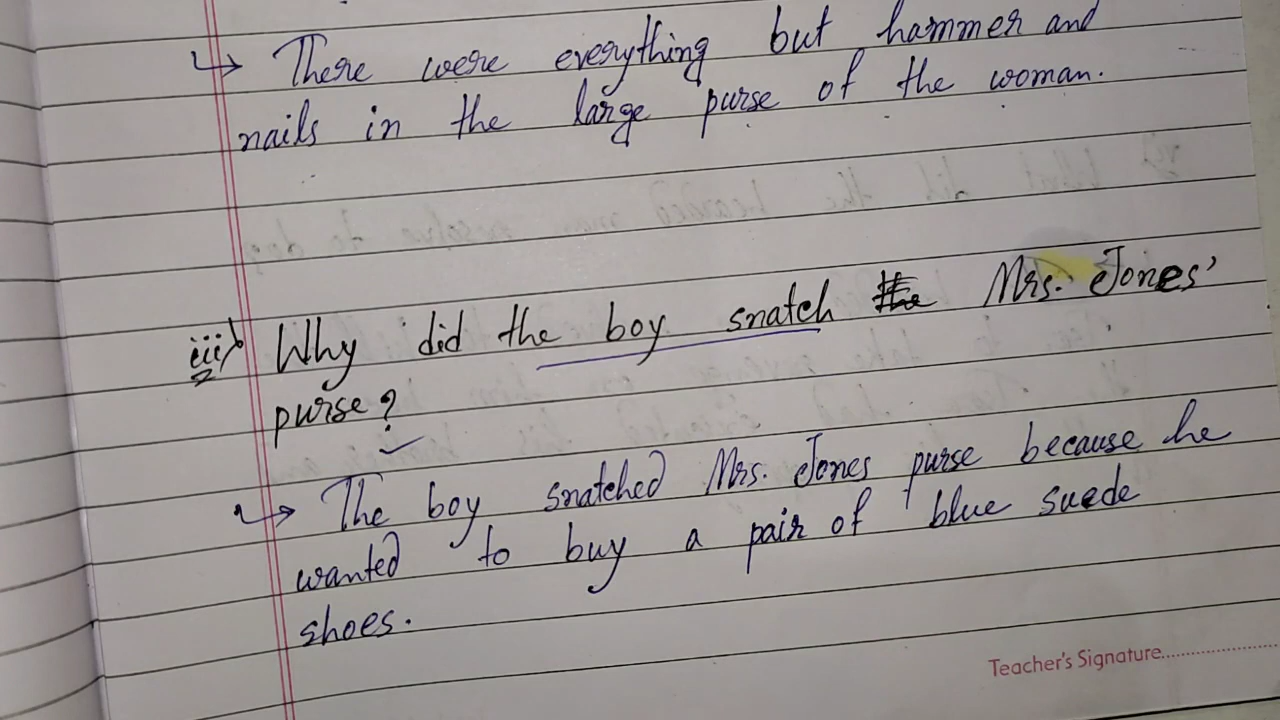 ↳ There were everything but hammer and
nails in the large purse of the woman.
iii) Why did the boy snatch the Mrs. Jones'
purse?
↳ The boy snatched Mrs. Jones purse because he
wanted to buy a pair of blue suede
shoes.
Teacher's Signature